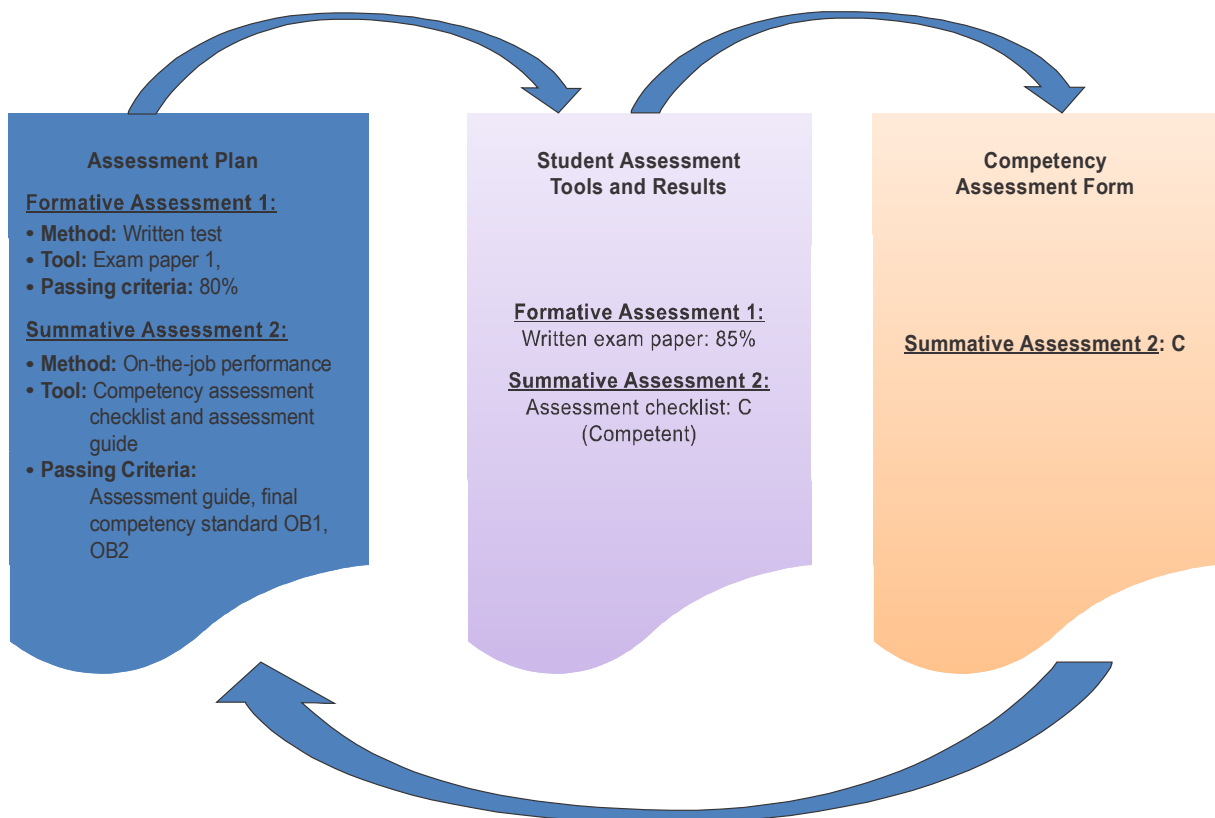 Assessment Plan
Formative Assessment 1:
• Method: Written test
• Tool: Exam paper 1,
• Passing criteria: 80%
Summative Assessment 2:
• Method: On-the-job performance
• Tool: Competency assessment
checklist and assessment
guide
• Passing Criteria:
Assessment guide, final
competency standard OB1,
OB2
Student Assessment
Tools and Results
Formative Assessment 1:
Written exam paper: 85%
Summative Assessment 2:
Assessment checklist: C
(Competent)
Competency
Assessment Form
Summative Assessment 2: C